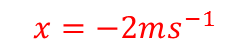 x = −2ms⁻¹